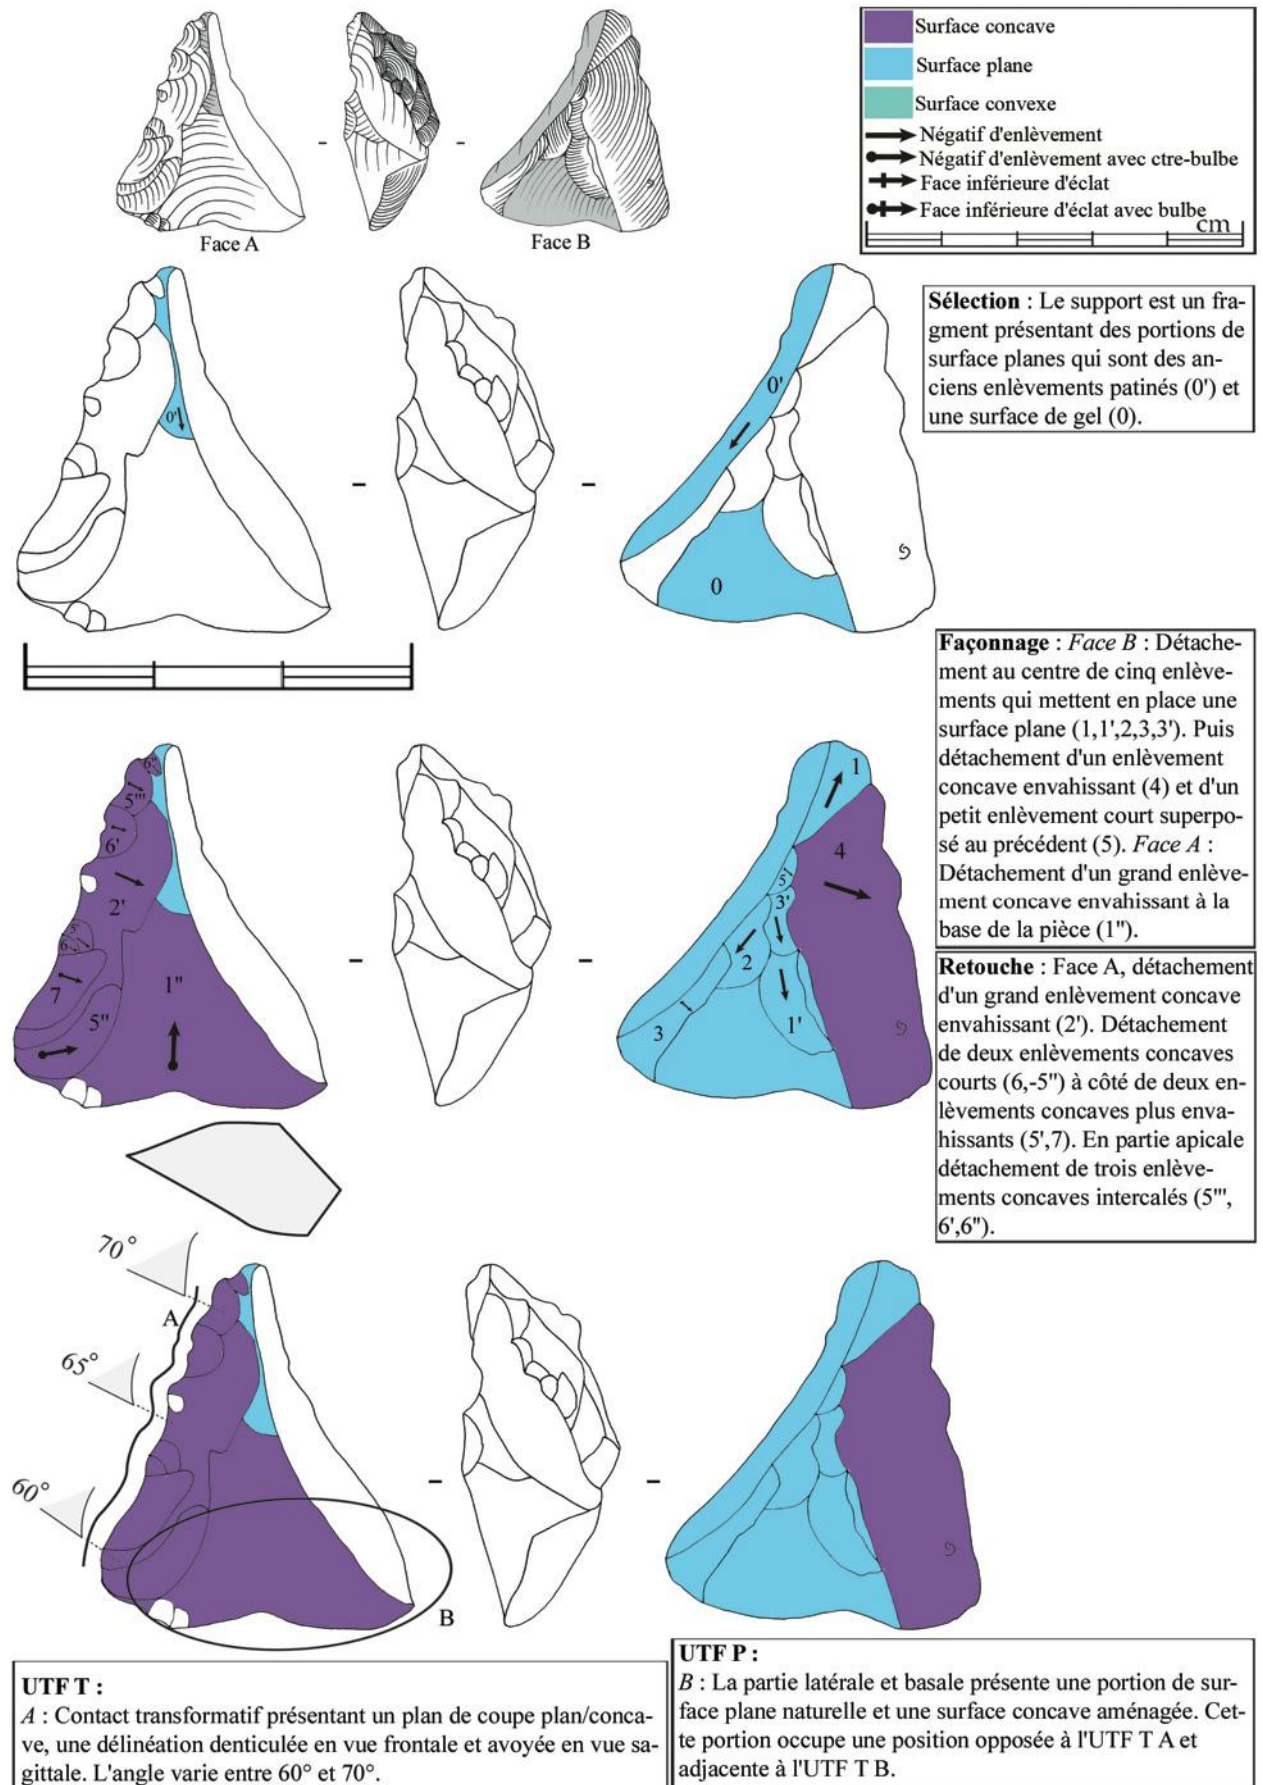 Surface concave
Surface plane
Surface convexe
Négatif d'enlèvement
Négatif d'enlèvement avec ctre-bulbe
Face inférieure d'éclat
Face inférieure d'éclat avec bulbe
cm
Face A
Face B
Sélection : Le support est un fra-
gment présentant des portions de
surface planes qui sont des an-
ciens enlèvements patinés (0') et
une surface de gel (0).
0'
0'
0
Façonnage : Face B : Détache-
ment au centre de cinq enlève-
ments qui mettent en place une
surface plane (1,1',2,3,3'). Puis
détachement d'un enlèvement
concave envahissant (4) et d'un
petit enlèvement court superpo-
sé au précédent (5). Face A :
Détachement d'un grand enlève-
ment concave envahissant à la
base de la pièce (1'').
Retouche : Face A, détachement
d'un grand enlèvement concave
envahissant (2'). Détachement
de deux enlèvements concaves
courts (6,-5'') à côté de deux en-
lèvements concaves plus enva-
hissants (5',7). En partie apicale
détachement de trois enlève-
ments concaves intercalés (5''',
6',6'').
6''
5'''
6'
2'
5'
6
7
1''
5''
1
4
5
3'
2
1'
3
70°
A
65°
60°
B
UTF T :
A : Contact transformatif présentant un plan de coupe plan/conca-
ve, une délinéation denticulée en vue frontale et avoyée en vue sa-
gittale. L'angle varie entre 60° et 70°.
UTF P :
B : La partie latérale et basale présente une portion de sur-
face plane naturelle et une surface concave aménagée. Cet-
te portion occupe une position opposée à l'UTF T A et
adjacente à l'UTF T B.